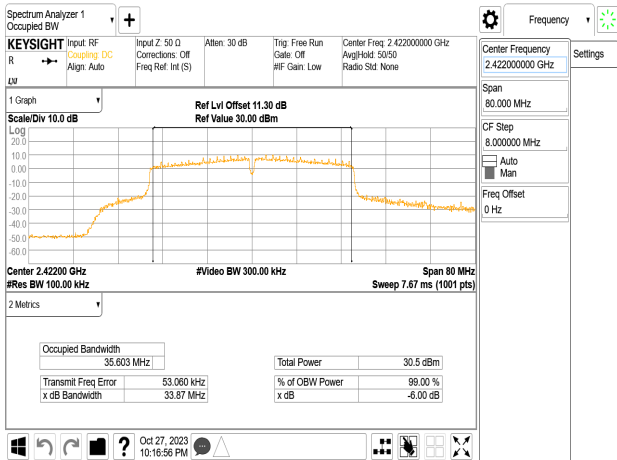 Spectrum Analyzer 1
Occupied BW
Frequency
KEYSIGHT
R
LXI
Input: RF
Coupling: DC
Align: Auto
Input Z: 50 Ω
Corrections: Off
Freq Ref: Int (S)
Atten: 30 dB
Trig: Free Run
Gate: Off
#IF Gain: Low
Center Freq: 2.422000000 GHz
Avg|Hold: 50/50
Radio Std: None
Center Frequency
2.422000000 GHz
Settings
Span
80.000 MHz
CF Step
8.000000 MHz
Auto
Man
Freq Offset
0 Hz
1 Graph
Scale/Div 10.0 dB
Ref Lvl Offset 11.30 dB
Ref Value 30.00 dBm
Log
20.0
10.0
0.00
-10.0
-20.0
-30.0
-40.0
-50.0
-60.0
Center 2.42200 GHz
#Video BW 300.00 kHz
Span 80 MHz
#Res BW 100.00 kHz
Sweep 7.67 ms (1001 pts)
2 Metrics
Occupied Bandwidth
35.603 MHz
Total Power 30.5 dBm
Transmit Freq Error 53.060 kHz
% of OBW Power 99.00 %
x dB Bandwidth 33.87 MHz
x dB -6.00 dB
?
Oct 27, 2023
10:16:56 PM